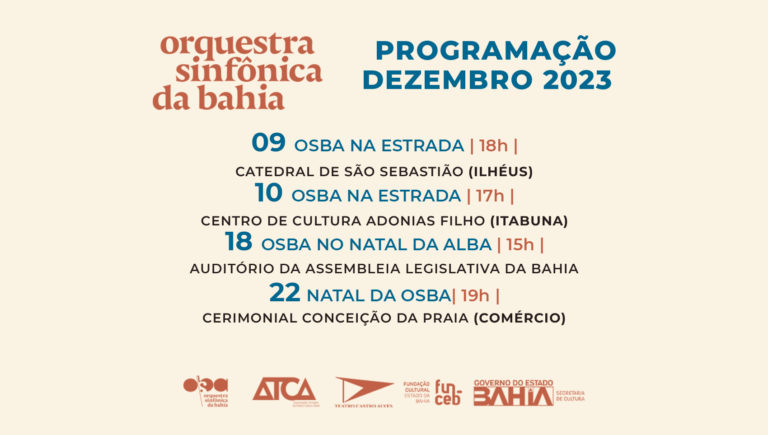 orquestra
sinfônica
da bahia
PROGRAMAÇÃO
DEZEMBRO 2023
09 OSBA NA ESTRADA | 18h |
CATEDRAL DE SÃO SEBASTIÃO (ILHÉUS)
10 OSBA NA ESTRADA | 17h |
CENTRO DE CULTURA ADONIAS FILHO (ITABUNA)
18 OSBA NO NATAL DA ALBA | 15h |
AUDITÓRIO DA ASSEMBLEIA LEGISLATIVA DA BAHIA
22 NATAL DA OSBA| 19h |
CERIMONIAL CONCEIÇÃO DA PRAIA (COMÉRCIO)
orquestra
sinfônica
da bahia
ATCA
TEATRO CASTRO ALVES
FUNDAÇÃO
CULTURAL
ESTADO DA
BAHIA
fun-
ceb
GOVERNO DO ESTADO
BAHIA
SECRETARIA
DE CULTURA